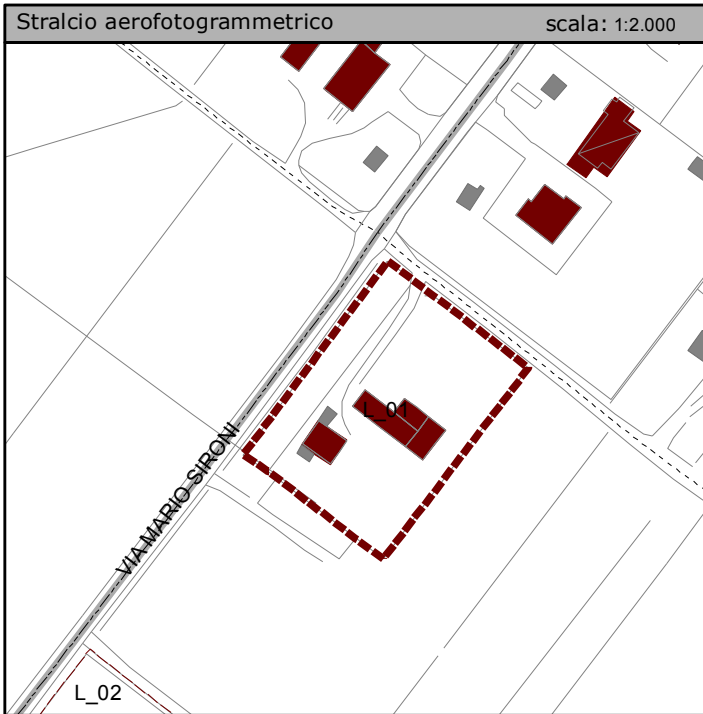 Stralcio aerofotogrammetrico scala: 1:2.000
L_01
VIA MARIO SIRONI
L_02